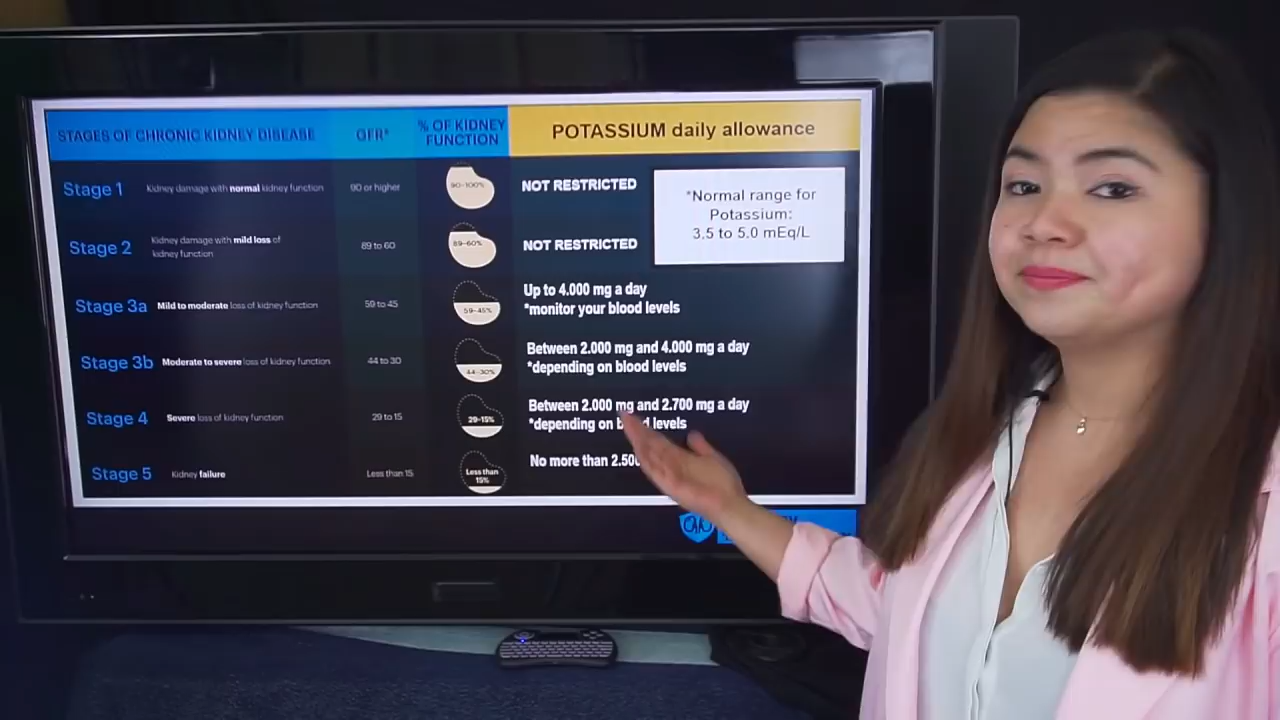 STAGES OF CHRONIC KIDNEY DISEASE
GFR*
% OF KIDNEY
FUNCTION
POTASSIUM daily allowance
Stage 1
Kidney damage with normal kidney function
90 or higher
90-100%
NOT RESTRICTED
*Normal range for
Potassium:
3.5 to 5.0 mEq/L
Stage 2
Kidney damage with mild loss of
kidney function
89 to 60
89-60%
NOT RESTRICTED
Stage 3a
Mild to moderate loss of kidney function
59 to 45
59-45%
Up to 4.000 mg a day
*monitor your blood levels
Stage 3b
Moderate to severe loss of kidney function
44 to 30
44-30%
Between 2.000 mg and 4.000 mg a day
*depending on blood levels
Stage 4
Severe loss of kidney function
29 to 15
29-15%
Between 2.000 mg and 2.700 mg a day
*depending on levels
Stage 5
Kidney failure
Less than 15
Less than
15%
No more than